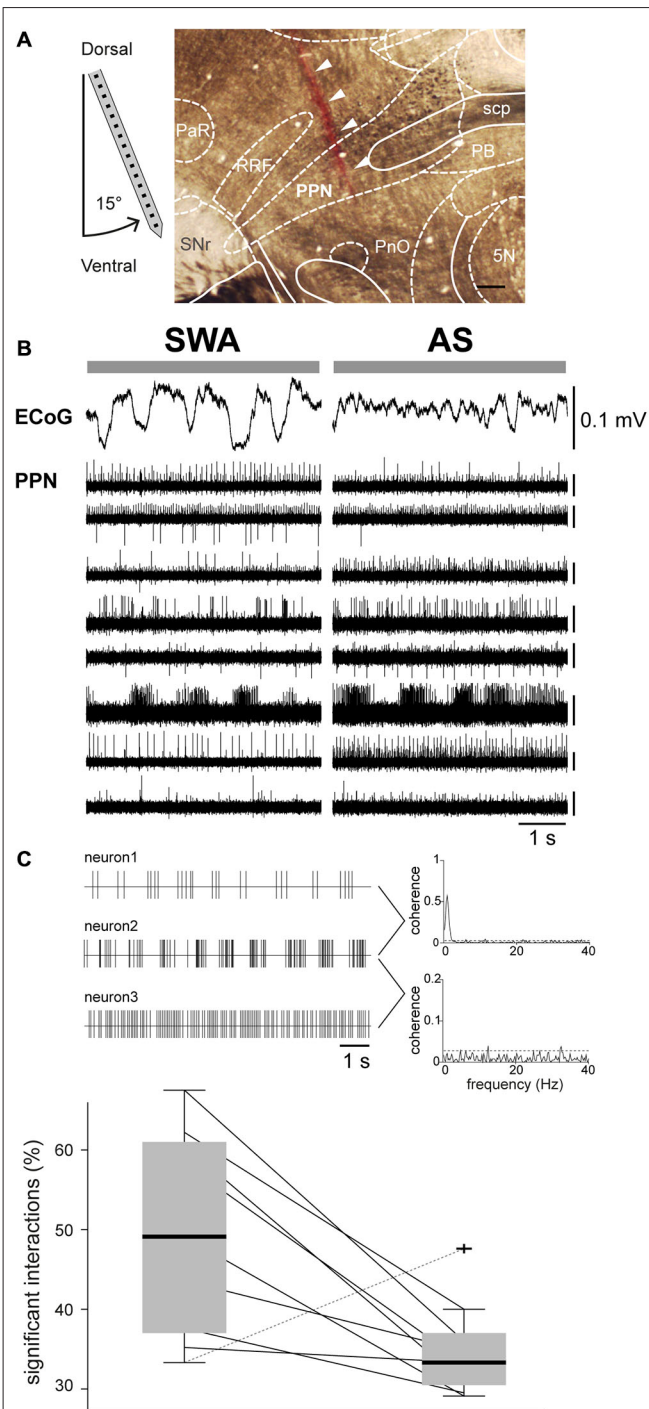 A
Dorsal
15°
Ventral
PaR
RRF
PPN
SNr
PnO
scp
PB
5N
B
SWA
AS
ECoG
0.1 mV
PPN
1 s
C
neuron1
neuron2
neuron3
1 s
coherence
1
0.5
0
0
20
40
coherence
0.2
0.1
0
0
20
40
frequency (Hz)
significant interactions (%)
60
50
40
30